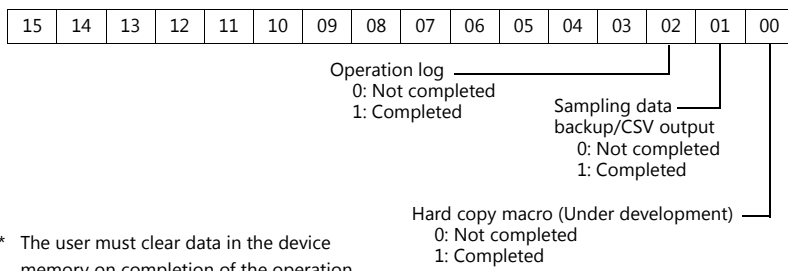 15 14 13 12 11 10 09 08 07 06 05 04 03 02 01 00
Operation log
0: Not completed
1: Completed
Sampling data
backup/CSV output
0: Not completed
1: Completed
Hard copy macro (Under development)
0: Not completed
1: Completed
* The user must clear data in the device
memory on completion of the operation